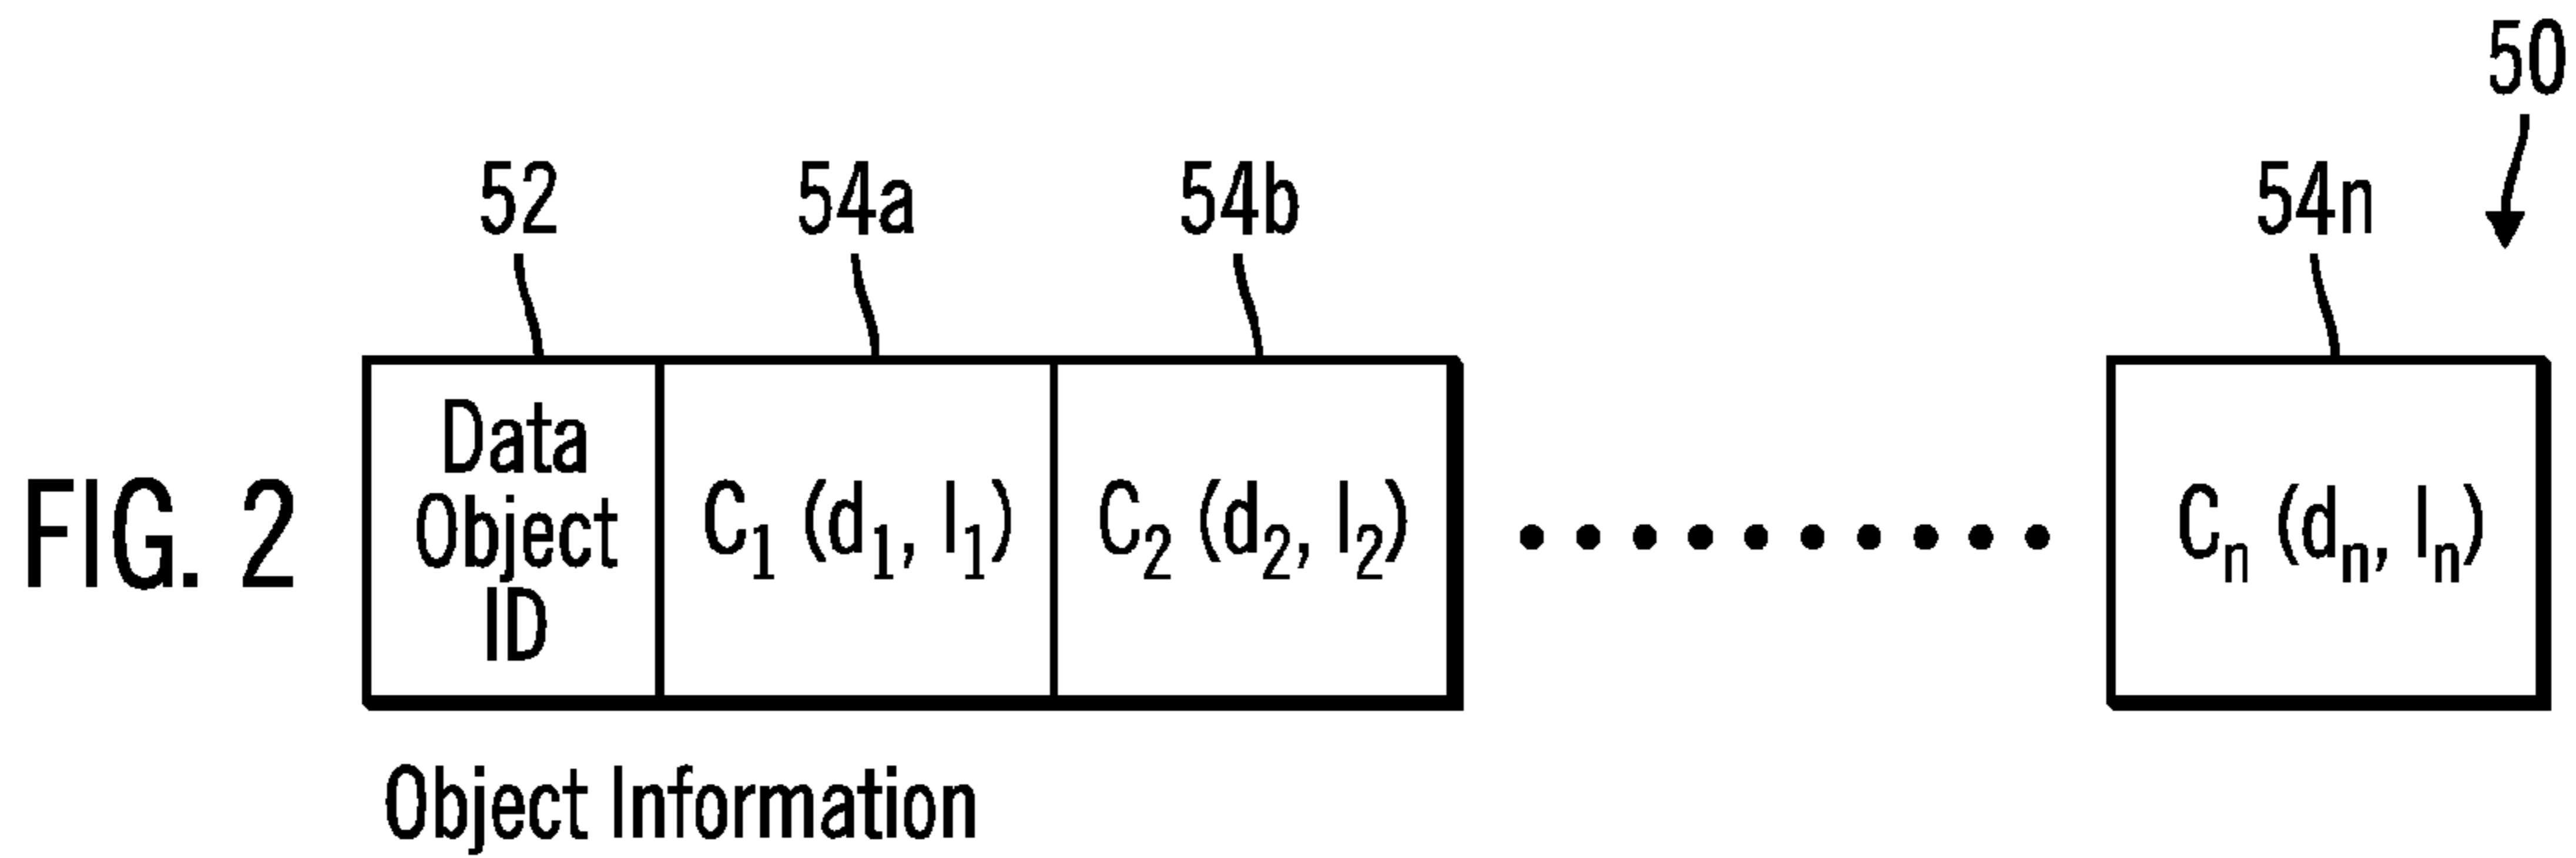 50
52 54a 54b 54n
Data
Object
ID
C₁ (d₁, l₁) C₂ (d₂, l₂) Cₙ (dₙ, lₙ)
FIG. 2
Object Information